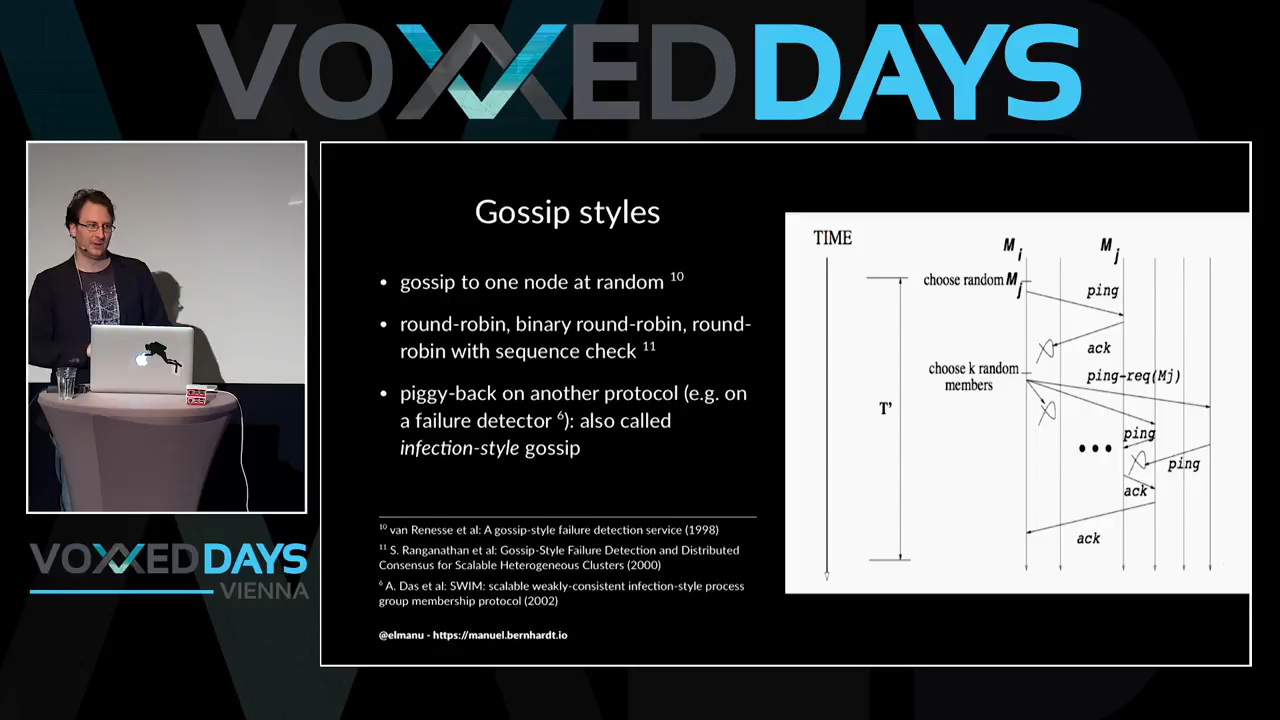 VOXXED DAYS
Gossip styles
• gossip to one node at random 10
• round-robin, binary round-robin, round-
robin with sequence check 11
• piggy-back on another protocol (e.g. on
a failure detector 6): also called
infection-style gossip
10 van Renesse et al: A gossip-style failure detection service (1998)
11 S. Ranganathan et al: Gossip-Style Failure Detection and Distributed
Consensus for Scalable Heterogeneous Clusters (2000)
6 A. Das et al: SWIM: scalable weakly-consistent infection-style process
group membership protocol (2002)
@elmanu - https://manuel.bernhardt.io
TIME
M i
M j
choose random M j
ping
ack
choose k random
members
ping-req(Mj)
T'
ping
•••
ping
ack
ack
VOXXED DAYS
VIENNA